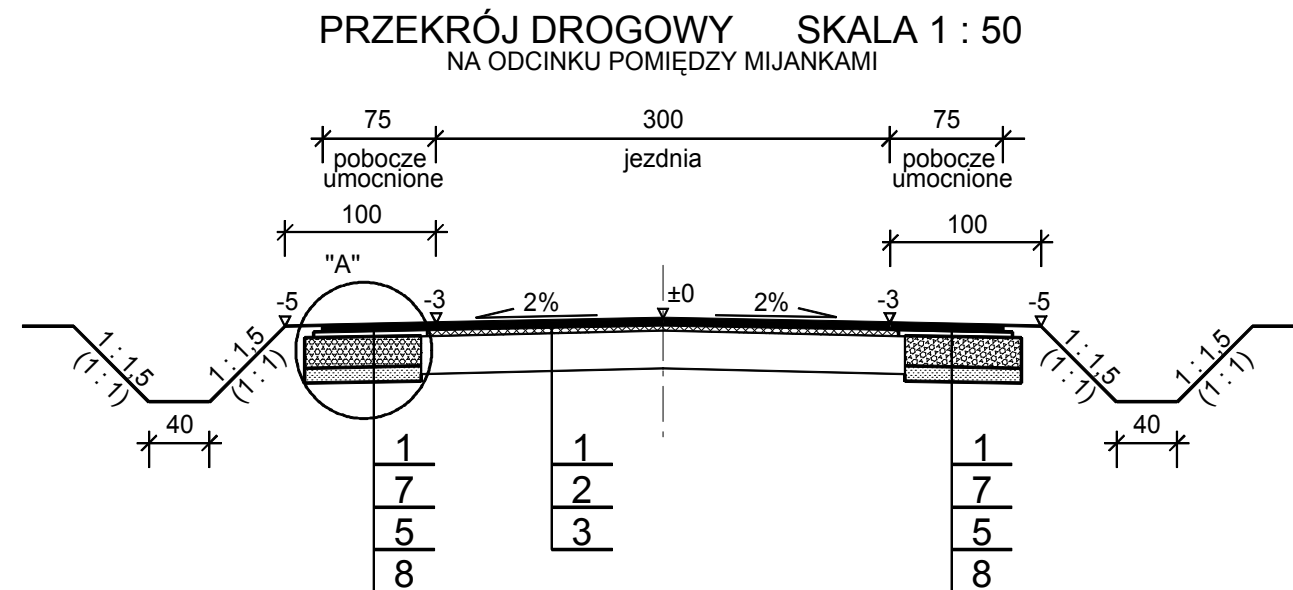 PRZEKRÓJ DROGOWY SKALA 1 : 50
NA ODCINKU POMIĘDZY MIJANKAMI
75 300 75
pobocze umocnione
jezdnia
pobocze umocnione
100 100
"A"
-5 -3 2% ±0 2% -3 -5
1 : 1,5
(1 : 1)
1 : 1,5
(1 : 1)
1 : 1,5
(1 : 1)
1 : 1,5
(1 : 1)
40 40
1 1 1
7 2 7
5 3 5
8 8